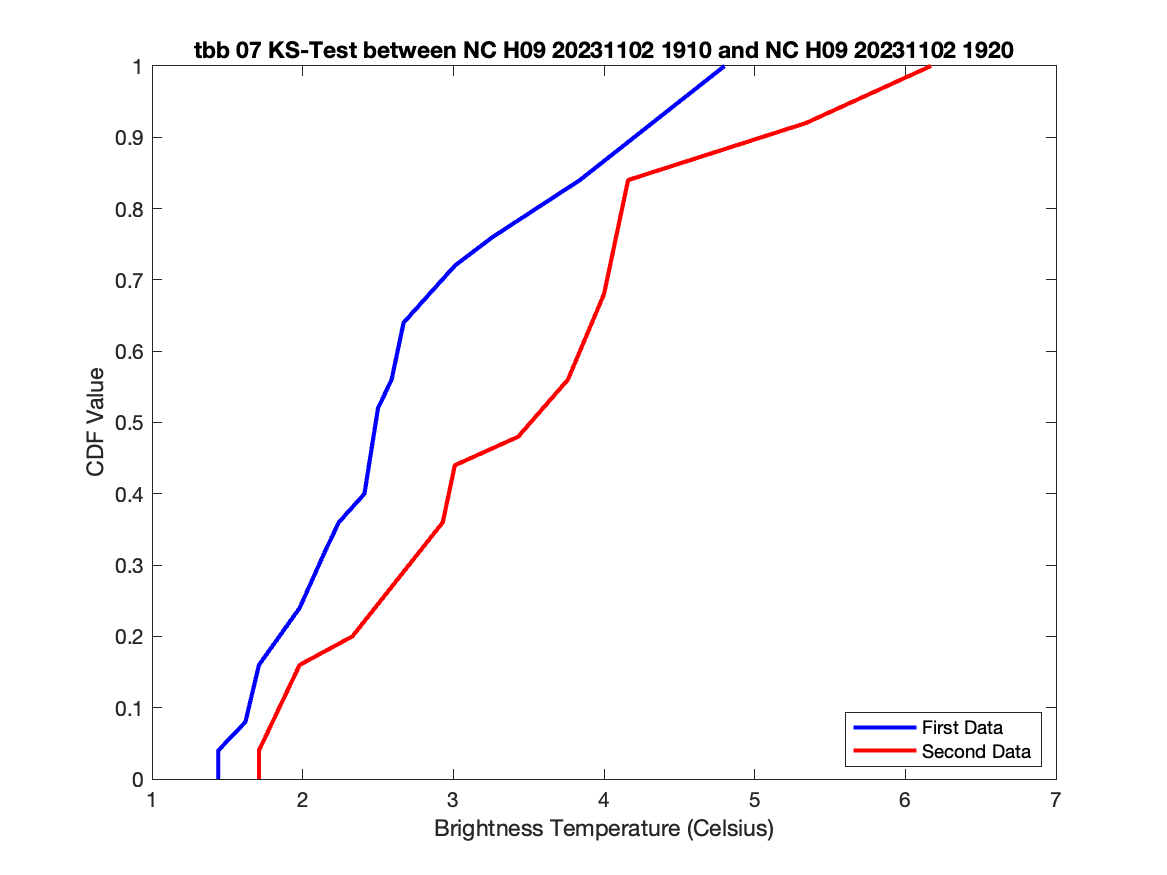 tbb 07 KS-Test between NC H09 20231102 1910 and NC H09 20231102 1920
1
0.9
0.8
0.7
0.6
0.5
0.4
0.3
0.2
0.1
0
CDF Value
First Data
Second Data
1 2 3 4 5 6 7
Brightness Temperature (Celsius)